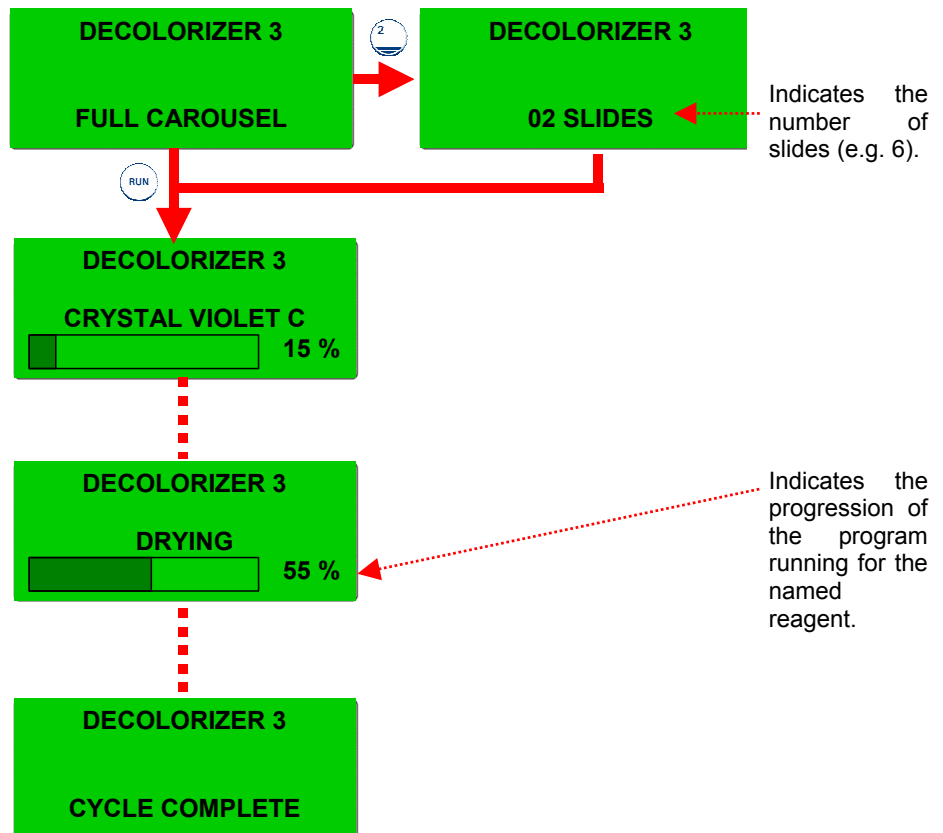 DECOLORIZER 3
FULL CAROUSEL
2
DECOLORIZER 3
02 SLIDES
Indicates the
number of
slides (e.g. 6).
RUN
DECOLORIZER 3
CRYSTAL VIOLET C
15 %
DECOLORIZER 3
DRYING
55 %
Indicates the
progression of
the program
running for the
named
reagent.
DECOLORIZER 3
CYCLE COMPLETE